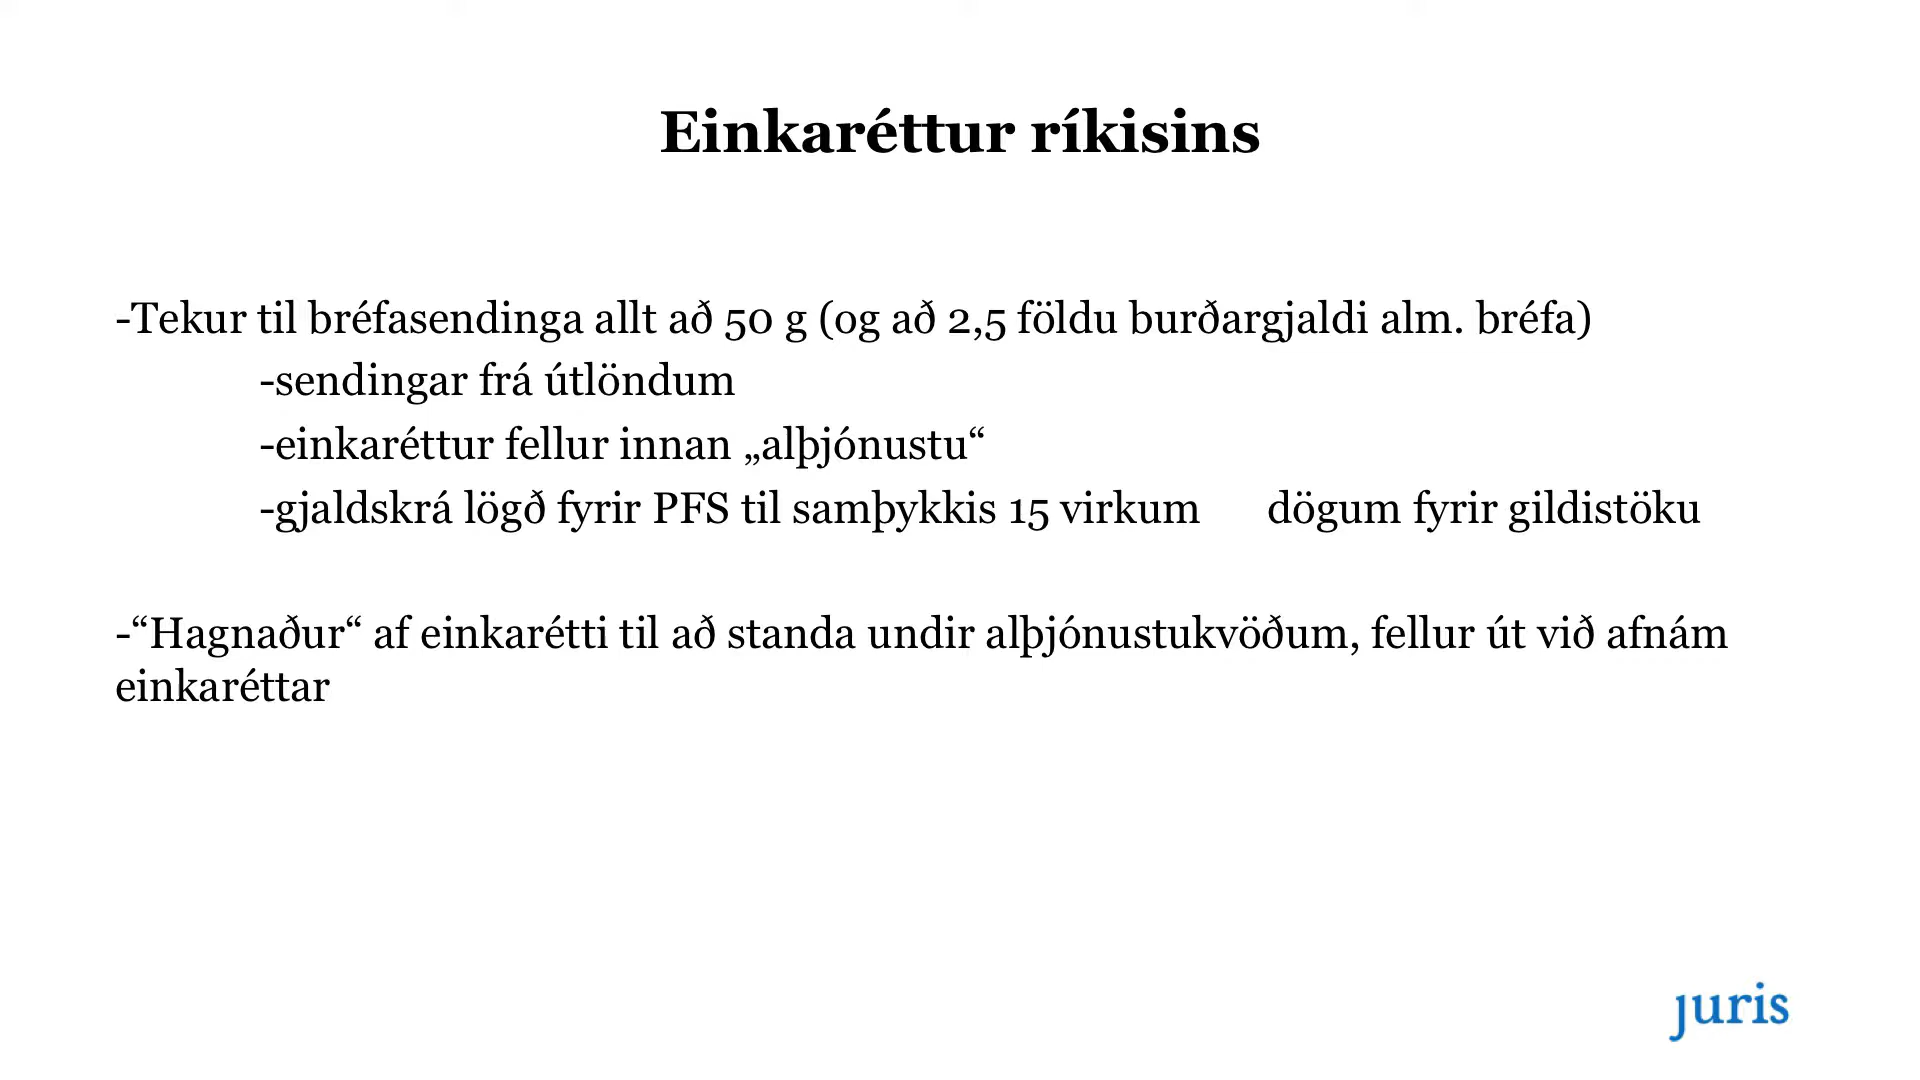 Einkaréttur ríkisins
-Tekur til bréfasendinga allt að 50 g (og að 2,5 földu burðargjaldi alm. bréfa)
-sendingar frá útlöndum
-einkaréttur fellur innan „alþjónustu“
-gjaldskrá lögð fyrir PFS til samþykkis 15 virkum dögum fyrir gildistöku
-“Hagnaður“ af einkarétti til að standa undir alþjónustukvöðum, fellur út við afnám
einkaréttar
juris